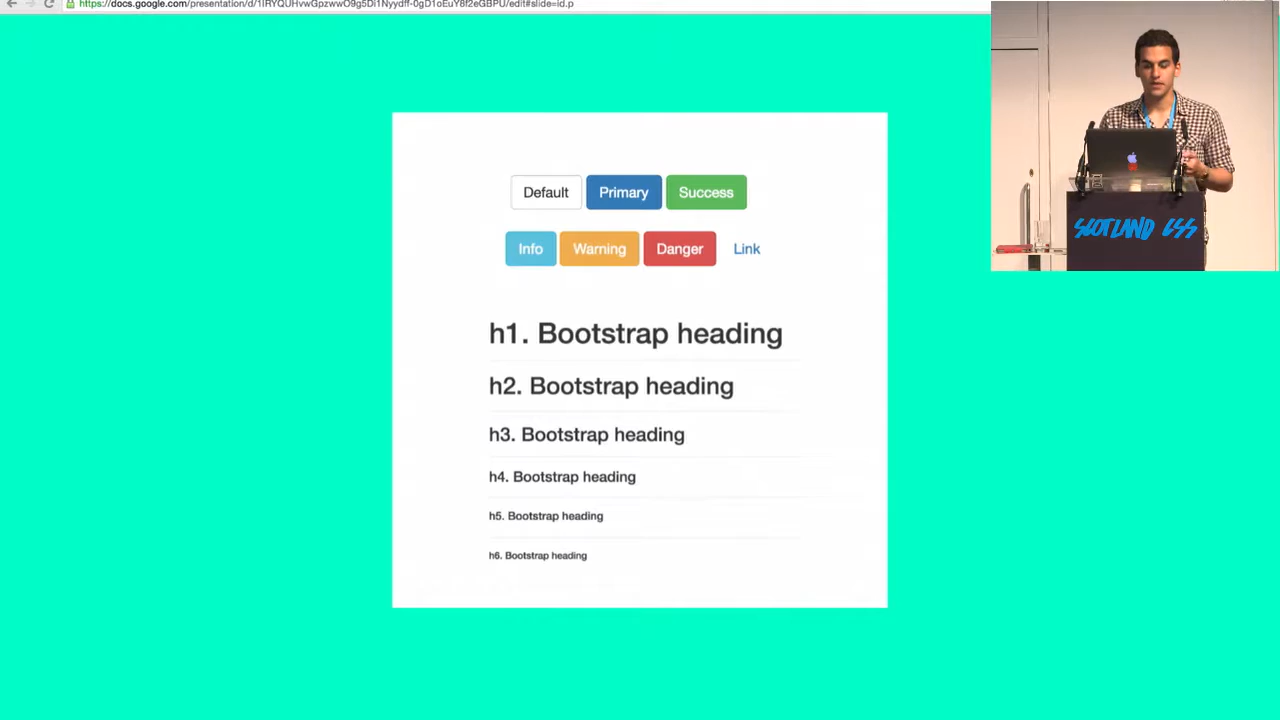 Default Primary Success
Info Warning Danger Link
h1. Bootstrap heading
h2. Bootstrap heading
h3. Bootstrap heading
h4. Bootstrap heading
h5. Bootstrap heading
h6. Bootstrap heading
SCOTLAND CSS